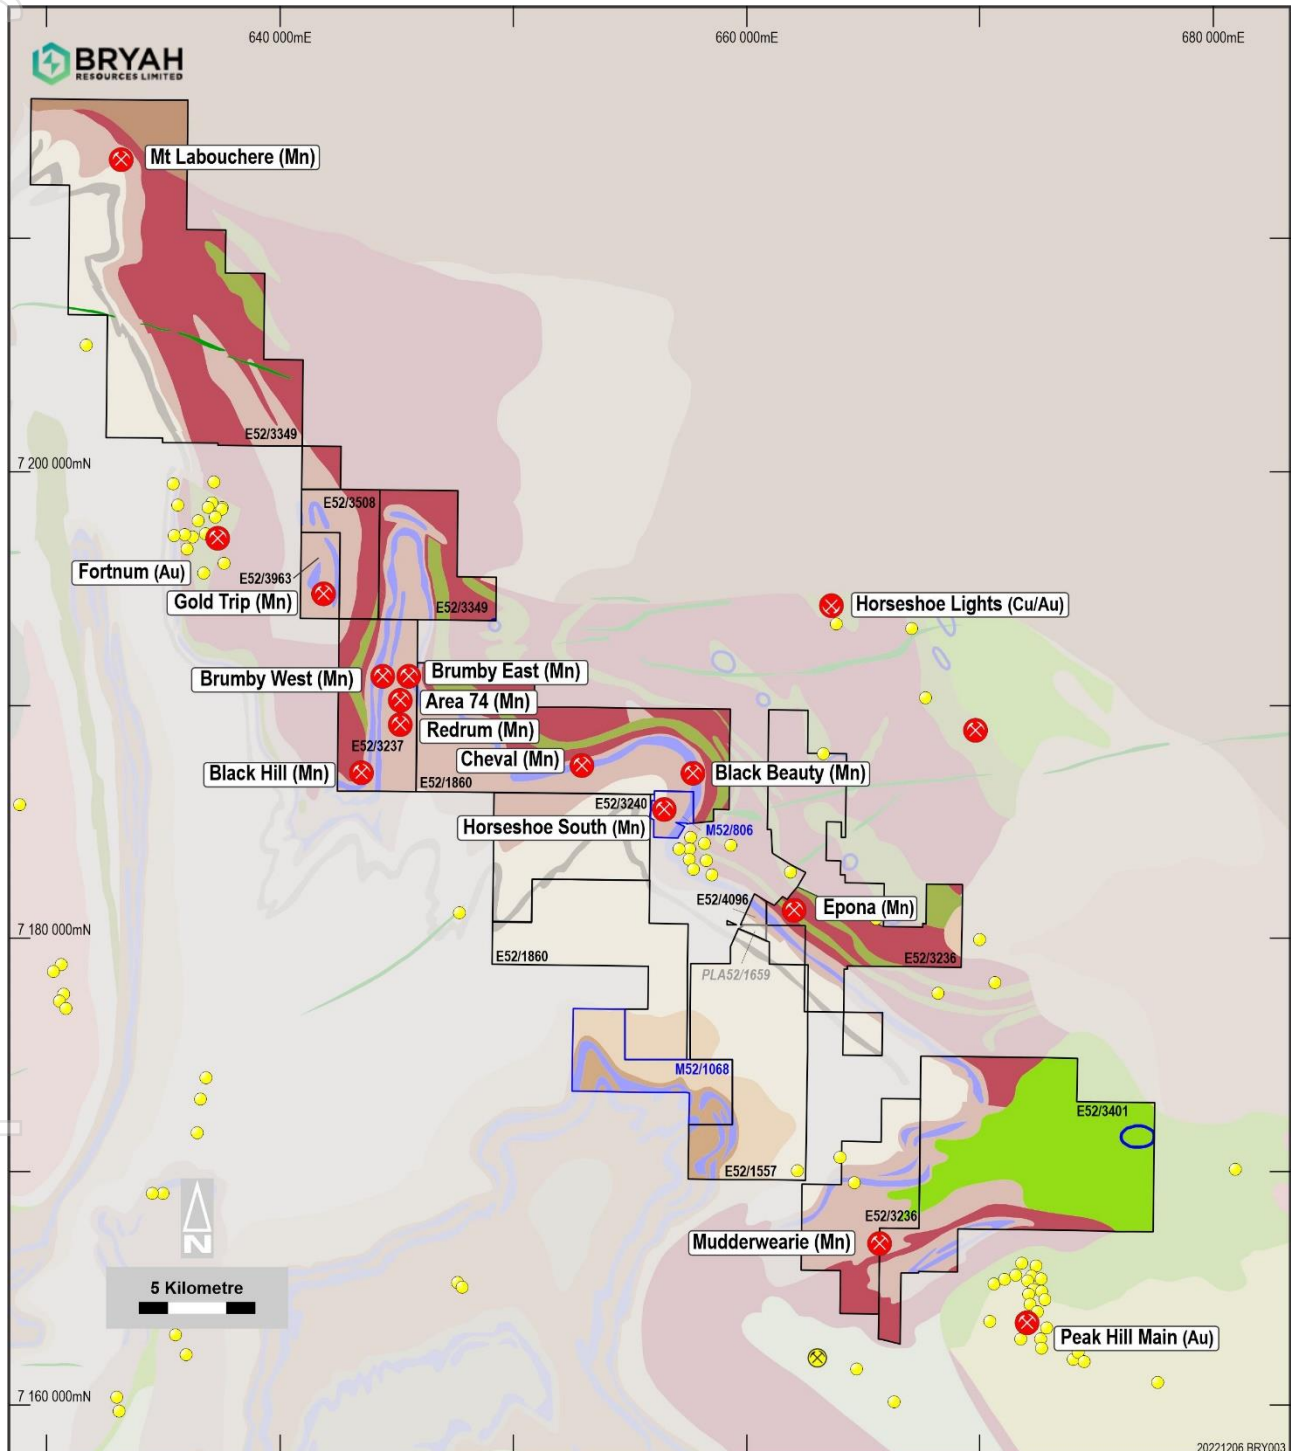 640 000mE
660 000mE
680 000mE
BRYAH
RESOURCES LIMITED
Mt Labouchere (Mn)
E52/3349
7 200 000mN
E52/3508
Fortnum (Au)
E52/3963
Gold Trip (Mn)
E52/3349
Horseshoe Lights (Cu/Au)
Brumby West (Mn)
Brumby East (Mn)
Area 74 (Mn)
Redrum (Mn)
E52/3237
Black Hill (Mn)
E52/1860
Cheval (Mn)
Black Beauty (Mn)
E52/3240
Horseshoe South (Mn)
M52/806
E52/4096
Epona (Mn)
7 180 000mN
E52/1860
E52/3236
PLA52/1659
M52/1068
E52/3401
E52/1557
E52/3236
Mudderwearie (Mn)
N
5 Kilometre
Peak Hill Main (Au)
7 160 000mN
20221206 BRY003